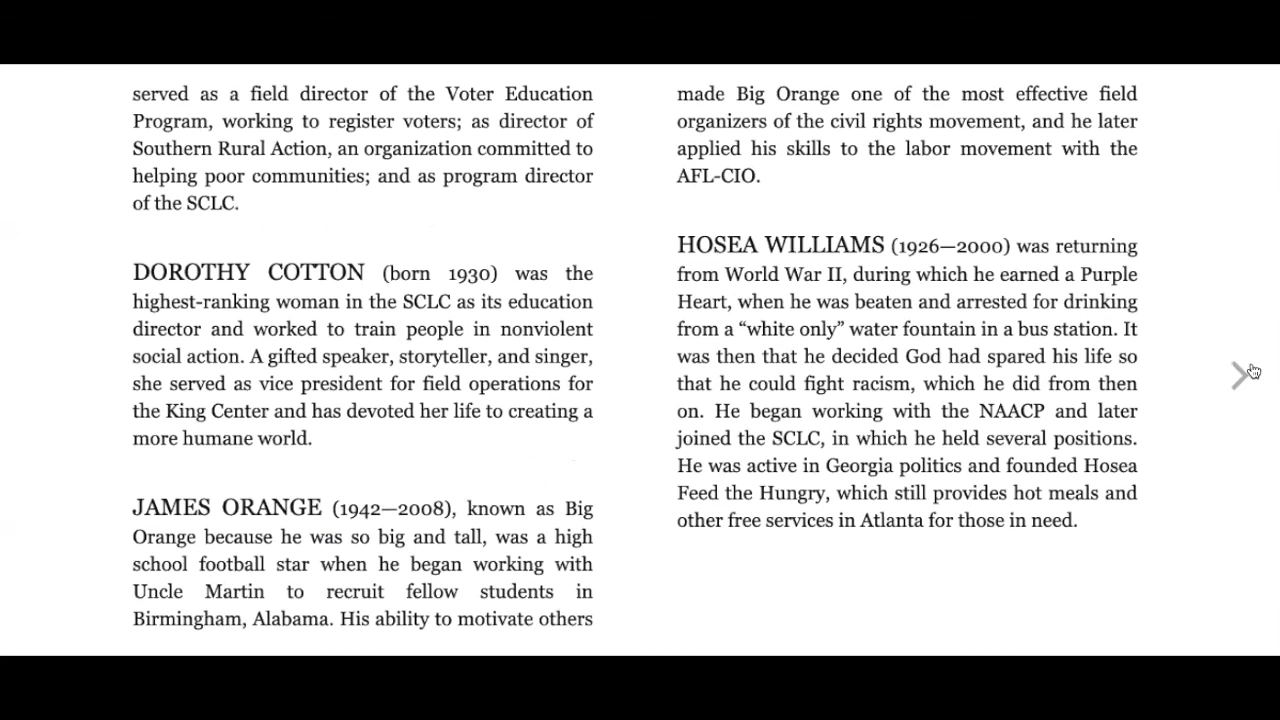 served as a field director of the Voter Education
Program, working to register voters; as director of
Southern Rural Action, an organization committed to
helping poor communities; and as program director
of the SCLC.
DOROTHY COTTON (born 1930) was the
highest-ranking woman in the SCLC as its education
director and worked to train people in nonviolent
social action. A gifted speaker, storyteller, and singer,
she served as vice president for field operations for
the King Center and has devoted her life to creating a
more humane world.
JAMES ORANGE (1942—2008), known as Big
Orange because he was so big and tall, was a high
school football star when he began working with
Uncle Martin to recruit fellow students in
Birmingham, Alabama. His ability to motivate others
made Big Orange one of the most effective field
organizers of the civil rights movement, and he later
applied his skills to the labor movement with the
AFL-CIO.
HOSEA WILLIAMS (1926—2000) was returning
from World War II, during which he earned a Purple
Heart, when he was beaten and arrested for drinking
from a “white only” water fountain in a bus station. It
was then that he decided God had spared his life so
that he could fight racism, which he did from then
on. He began working with the NAACP and later
joined the SCLC, in which he held several positions.
He was active in Georgia politics and founded Hosea
Feed the Hungry, which still provides hot meals and
other free services in Atlanta for those in need.